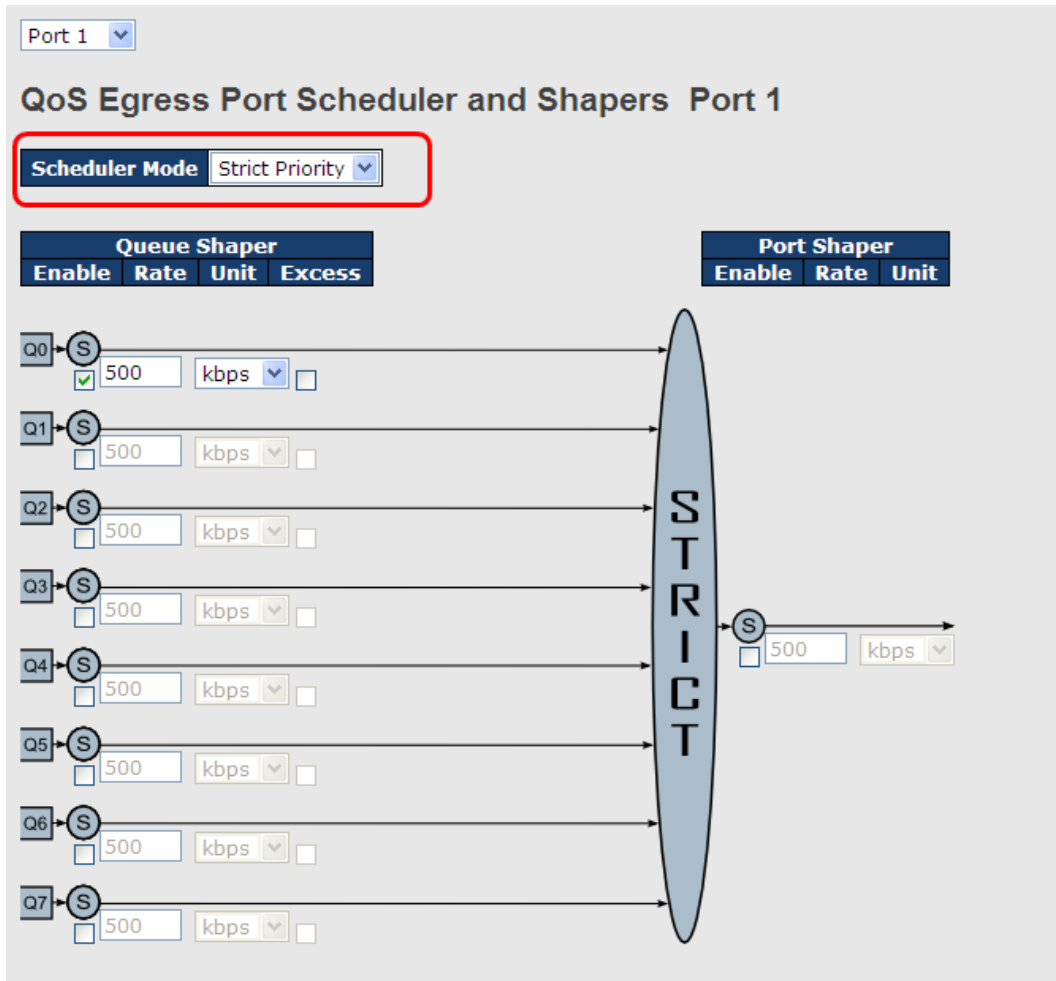 Port 1
QoS Egress Port Scheduler and Shapers Port 1
Scheduler Mode Strict Priority
Queue Shaper Port Shaper
Enable Rate Unit Excess Enable Rate Unit
Q0 S
500 kbps
Q1 S
500 kbps
Q2 S
500 kbps
Q3 S
500 kbps
Q4 S
500 kbps
Q5 S
500 kbps
Q6 S
500 kbps
Q7 S
500 kbps
STRICT
S
500 kbps